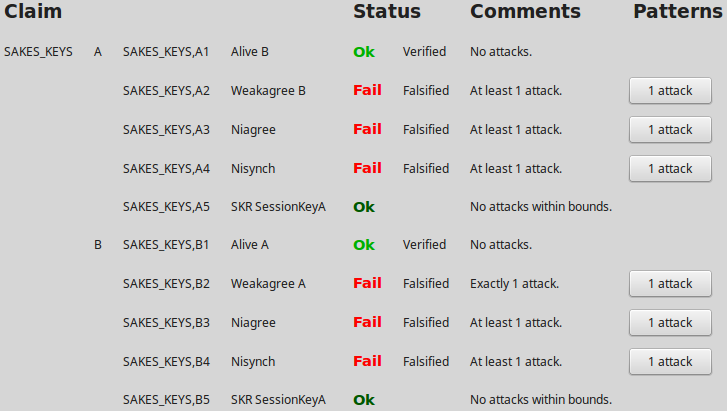 Claim Status Comments Patterns
SAKES_KEYS A SAKES_KEYS,A1 Alive B Ok Verified No attacks.
SAKES_KEYS,A2 Weakagree B Fail Falsified At least 1 attack. 1 attack
SAKES_KEYS,A3 Niagree Fail Falsified At least 1 attack. 1 attack
SAKES_KEYS,A4 Nisynch Fail Falsified At least 1 attack. 1 attack
SAKES_KEYS,A5 SKR SessionKeyA Ok No attacks within bounds.
B SAKES_KEYS,B1 Alive A Ok Verified No attacks.
SAKES_KEYS,B2 Weakagree A Fail Falsified Exactly 1 attack. 1 attack
SAKES_KEYS,B3 Niagree Fail Falsified At least 1 attack. 1 attack
SAKES_KEYS,B4 Nisynch Fail Falsified At least 1 attack. 1 attack
SAKES_KEYS,B5 SKR SessionKeyA Ok No attacks within bounds.